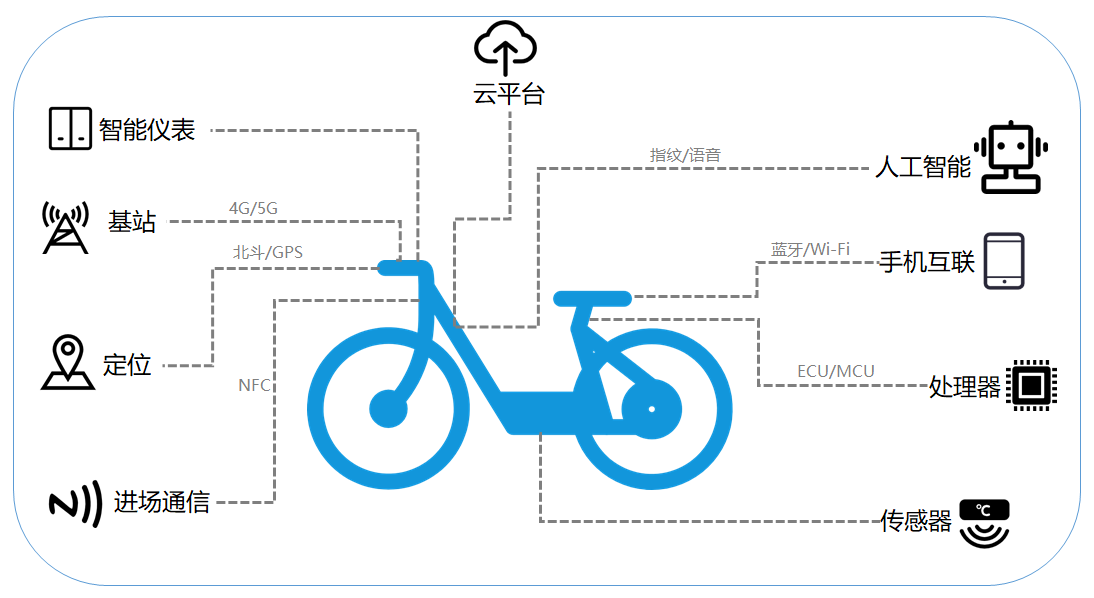 云平台
智能仪表
指纹/语音
人工智能
4G/5G
基站
北斗/GPS
蓝牙/Wi-Fi
手机互联
定位
NFC
ECU/MCU
处理器
进场通信
℃
传感器